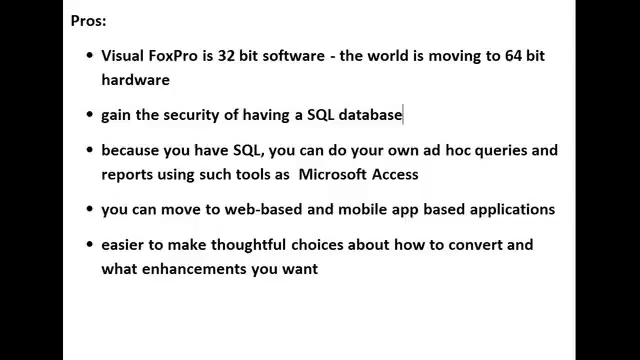 Pros:
• Visual FoxPro is 32 bit software - the world is moving to 64 bit
hardware
• gain the security of having a SQL database
• because you have SQL, you can do your own ad hoc queries and
reports using such tools as  Microsoft Access
• you can move to web-based and mobile app based applications
• easier to make thoughtful choices about how to convert and
what enhancements you want